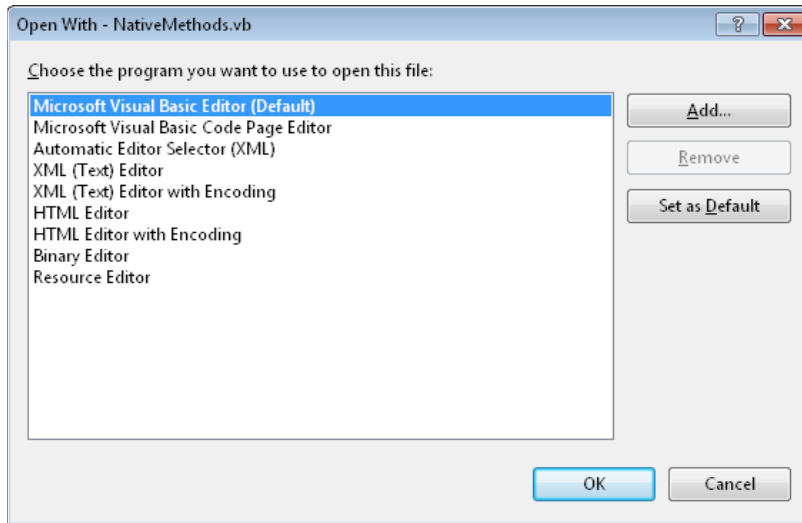 Open With - NativeMethods.vb
?
Choose the program you want to use to open this file:
Microsoft Visual Basic Editor (Default)
Microsoft Visual Basic Code Page Editor
Automatic Editor Selector (XML)
XML (Text) Editor
XML (Text) Editor with Encoding
HTML Editor
HTML Editor with Encoding
Binary Editor
Resource Editor
Add...
Remove
Set as Default
OK
Cancel